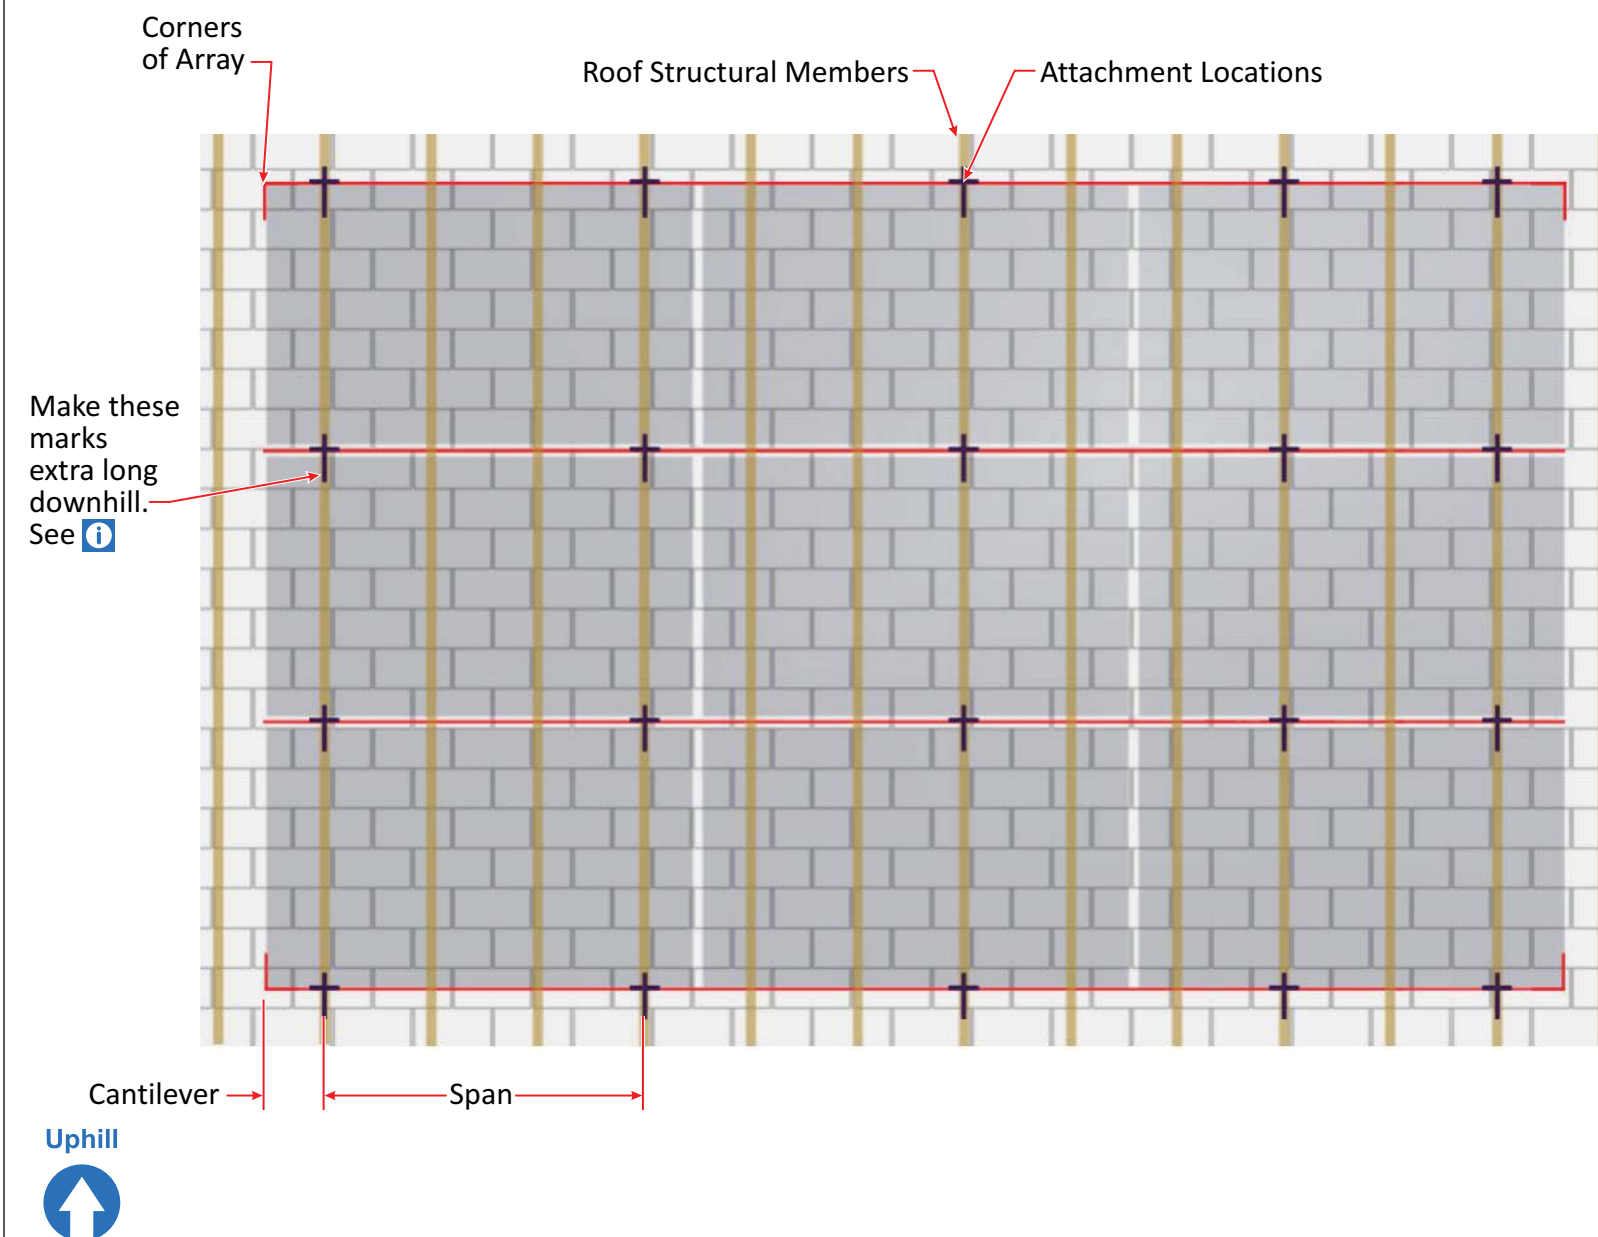 Corners
of Array
Roof Structural Members
Attachment Locations
Make these
marks
extra long
downhill.
See i
Cantilever
Span
Uphill